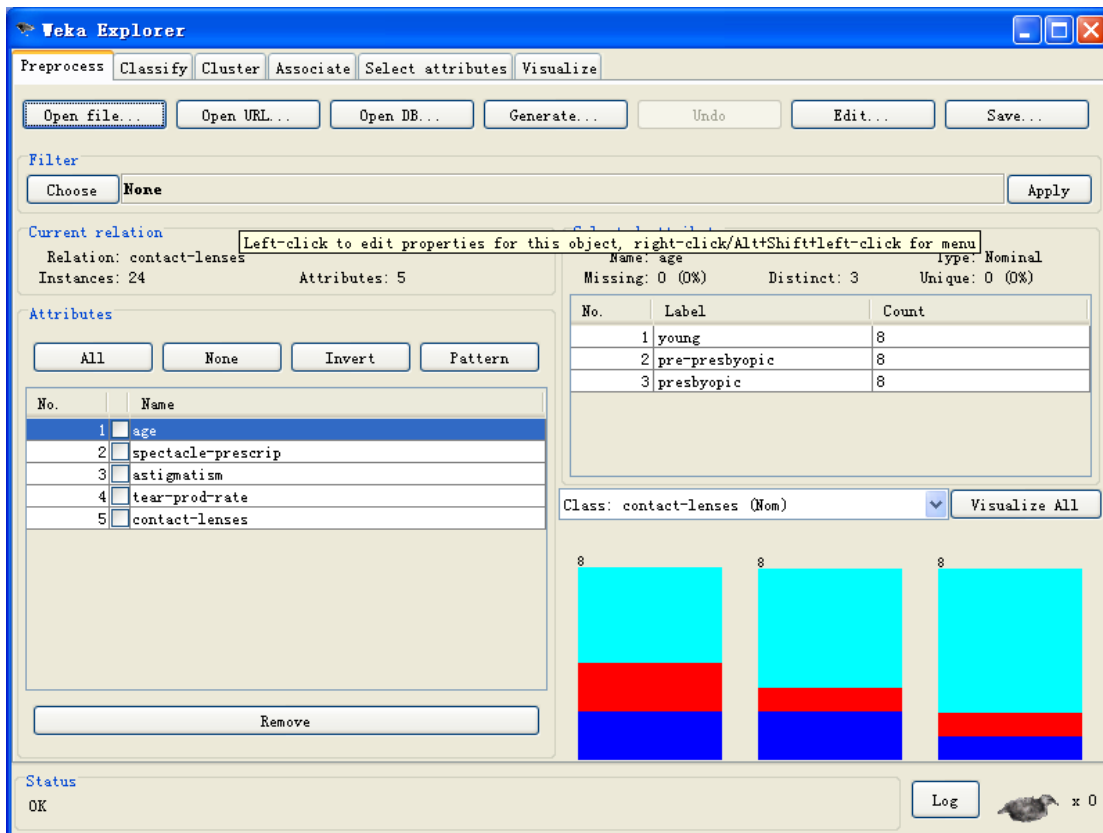 Weka Explorer
Preprocess Classify Cluster Associate Select attributes Visualize
Open file... Open URL... Open DB... Generate... Undo Edit... Save...
Filter
Choose None Apply
Current relation
Left-click to edit properties for this object, right-click/Alt+Shift+left-click for menu
Relation: contact-lenses
Instances: 24 Attributes: 5
Name: age Type: Nominal
Missing: 0 (0%) Distinct: 3 Unique: 0 (0%)
Attributes
All None Invert Pattern
No. Name
1 age
2 spectacle-prescrip
3 astigmatism
4 tear-prod-rate
5 contact-lenses
Remove
No. Label Count
1 young 8
2 pre-presbyopic 8
3 presbyopic 8
Class: contact-lenses (Nom) Visualize All
8 8 8
Status
OK
Log x 0